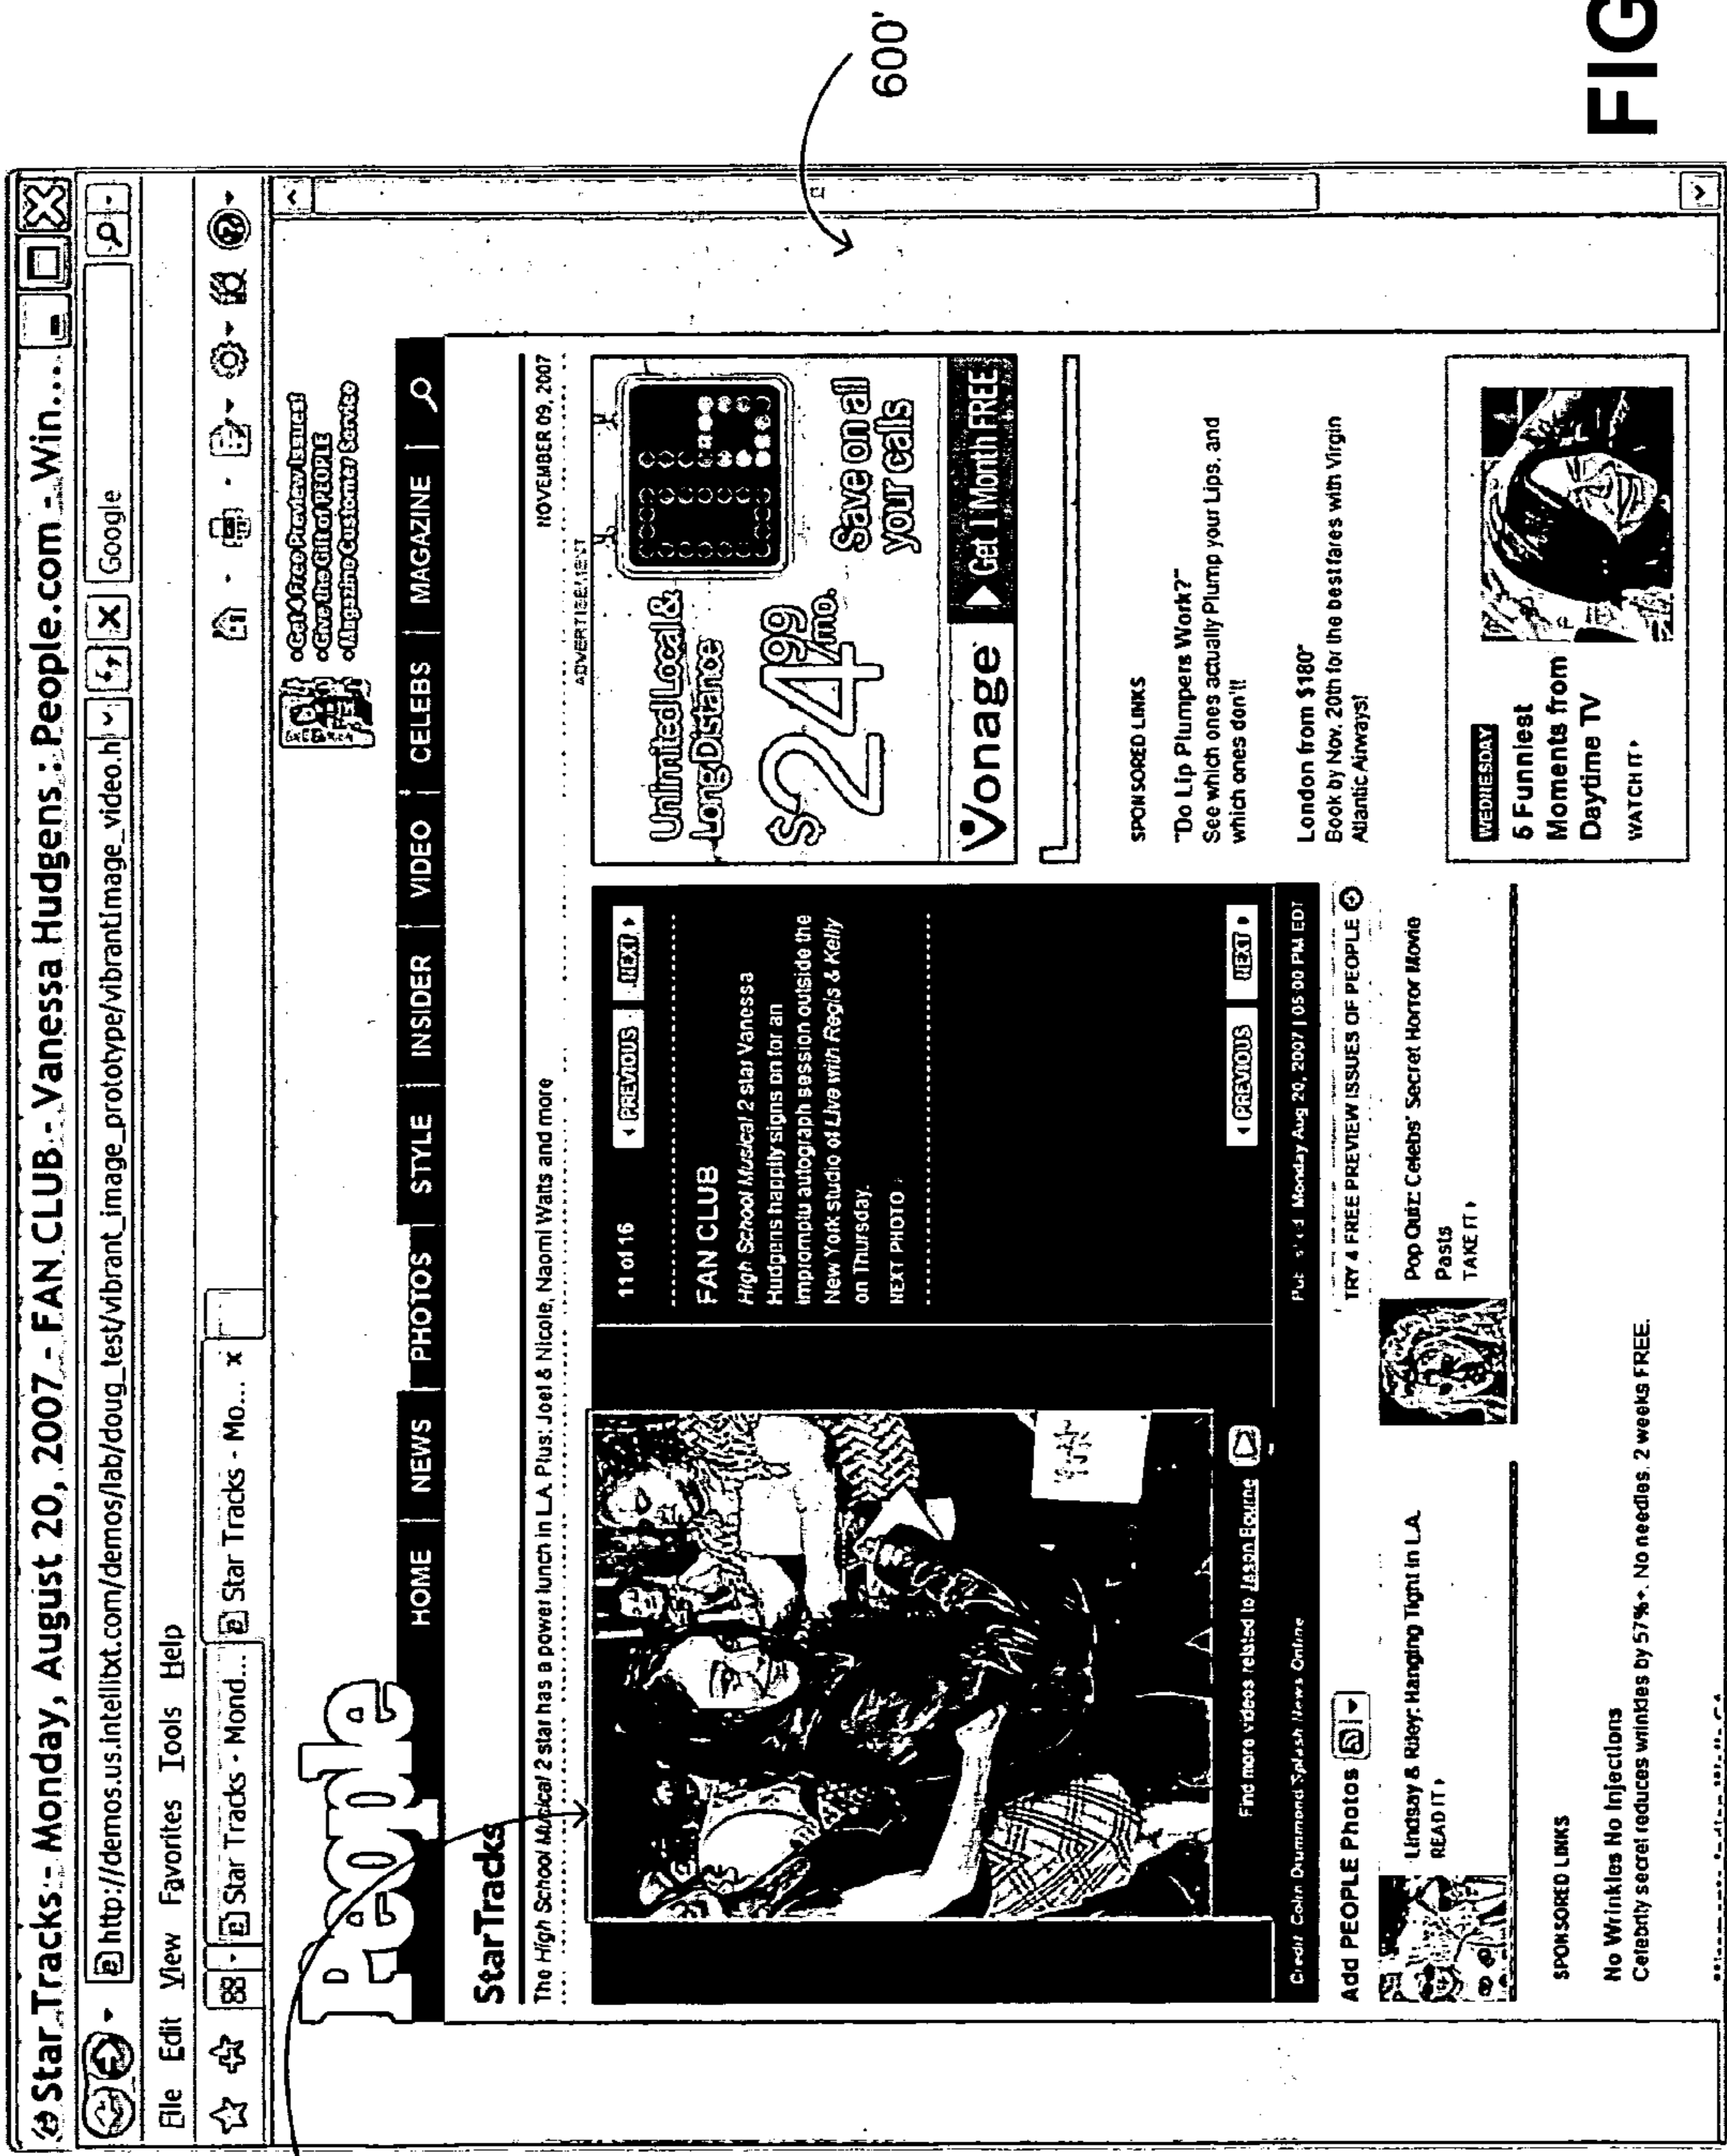 Star Tracks - Monday, August 20, 2007 - FAN CLUB - Vanessa Hudgens : People.com - Win...
http://demos.us.intellitxt.com/demos/lab/doug_test/vibrant_image_prototype/vibrantImage_video.h
Google
File Edit View Favorites Tools Help
Star Tracks - Mond...
Star Tracks - Mo... x
People
•Get 4 Free Preview Issues!
•Give the Gift of PEOPLE
•Magazine Customer Service
HOME | NEWS | PHOTOS | STYLE | INSIDER | VIDEO | CELEBS | MAGAZINE |
StarTracks
NOVEMBER 09, 2007
The High School Musical 2 star has a power lunch in L.A. Plus: Joel & Nicole, Naomi Watts and more
ADVERTISEMENT
11 of 16
PREVIOUS
NEXT
FAN CLUB
High School Musical 2 star Vanessa
Hudgens happily signs on for an
impromptu autograph session outside the
New York studio of Live with Regis & Kelly
on Thursday.
NEXT PHOTO
PREVIOUS
NEXT
Find more videos related to Jason Bourne
Credit Colin Drummond Splash News Online
Monday Aug 20, 2007 | 05:00 PM EDT
Unlimited Local &
Long Distance
$24 99 /mo.
Save on all
your calls
Vonage
Get 1 Month FREE
SPONSORED LINKS
"Do Lip Plumpers Work?"
See which ones actually Plump your Lips, and
which ones don't!!
London from $180*
Book by Nov. 20th for the best fares with Virgin
Atlantic Airways!
WEDNESDAY
5 Funniest
Moments from
Daytime TV
WATCH IT
Add PEOPLE Photos
TRY 4 FREE PREVIEW ISSUES OF PEOPLE
Lindsay & Riley: Hanging Tight in L.A.
READ IT
Pop Quiz: Celebs' Secret Horror Movie
Pasts
TAKE IT
SPONSORED LINKS
No Wrinkles No Injections
Celebrity secret reduces wrinkles by 57%+. No needles. 2 weeks FREE.
600'
FIG